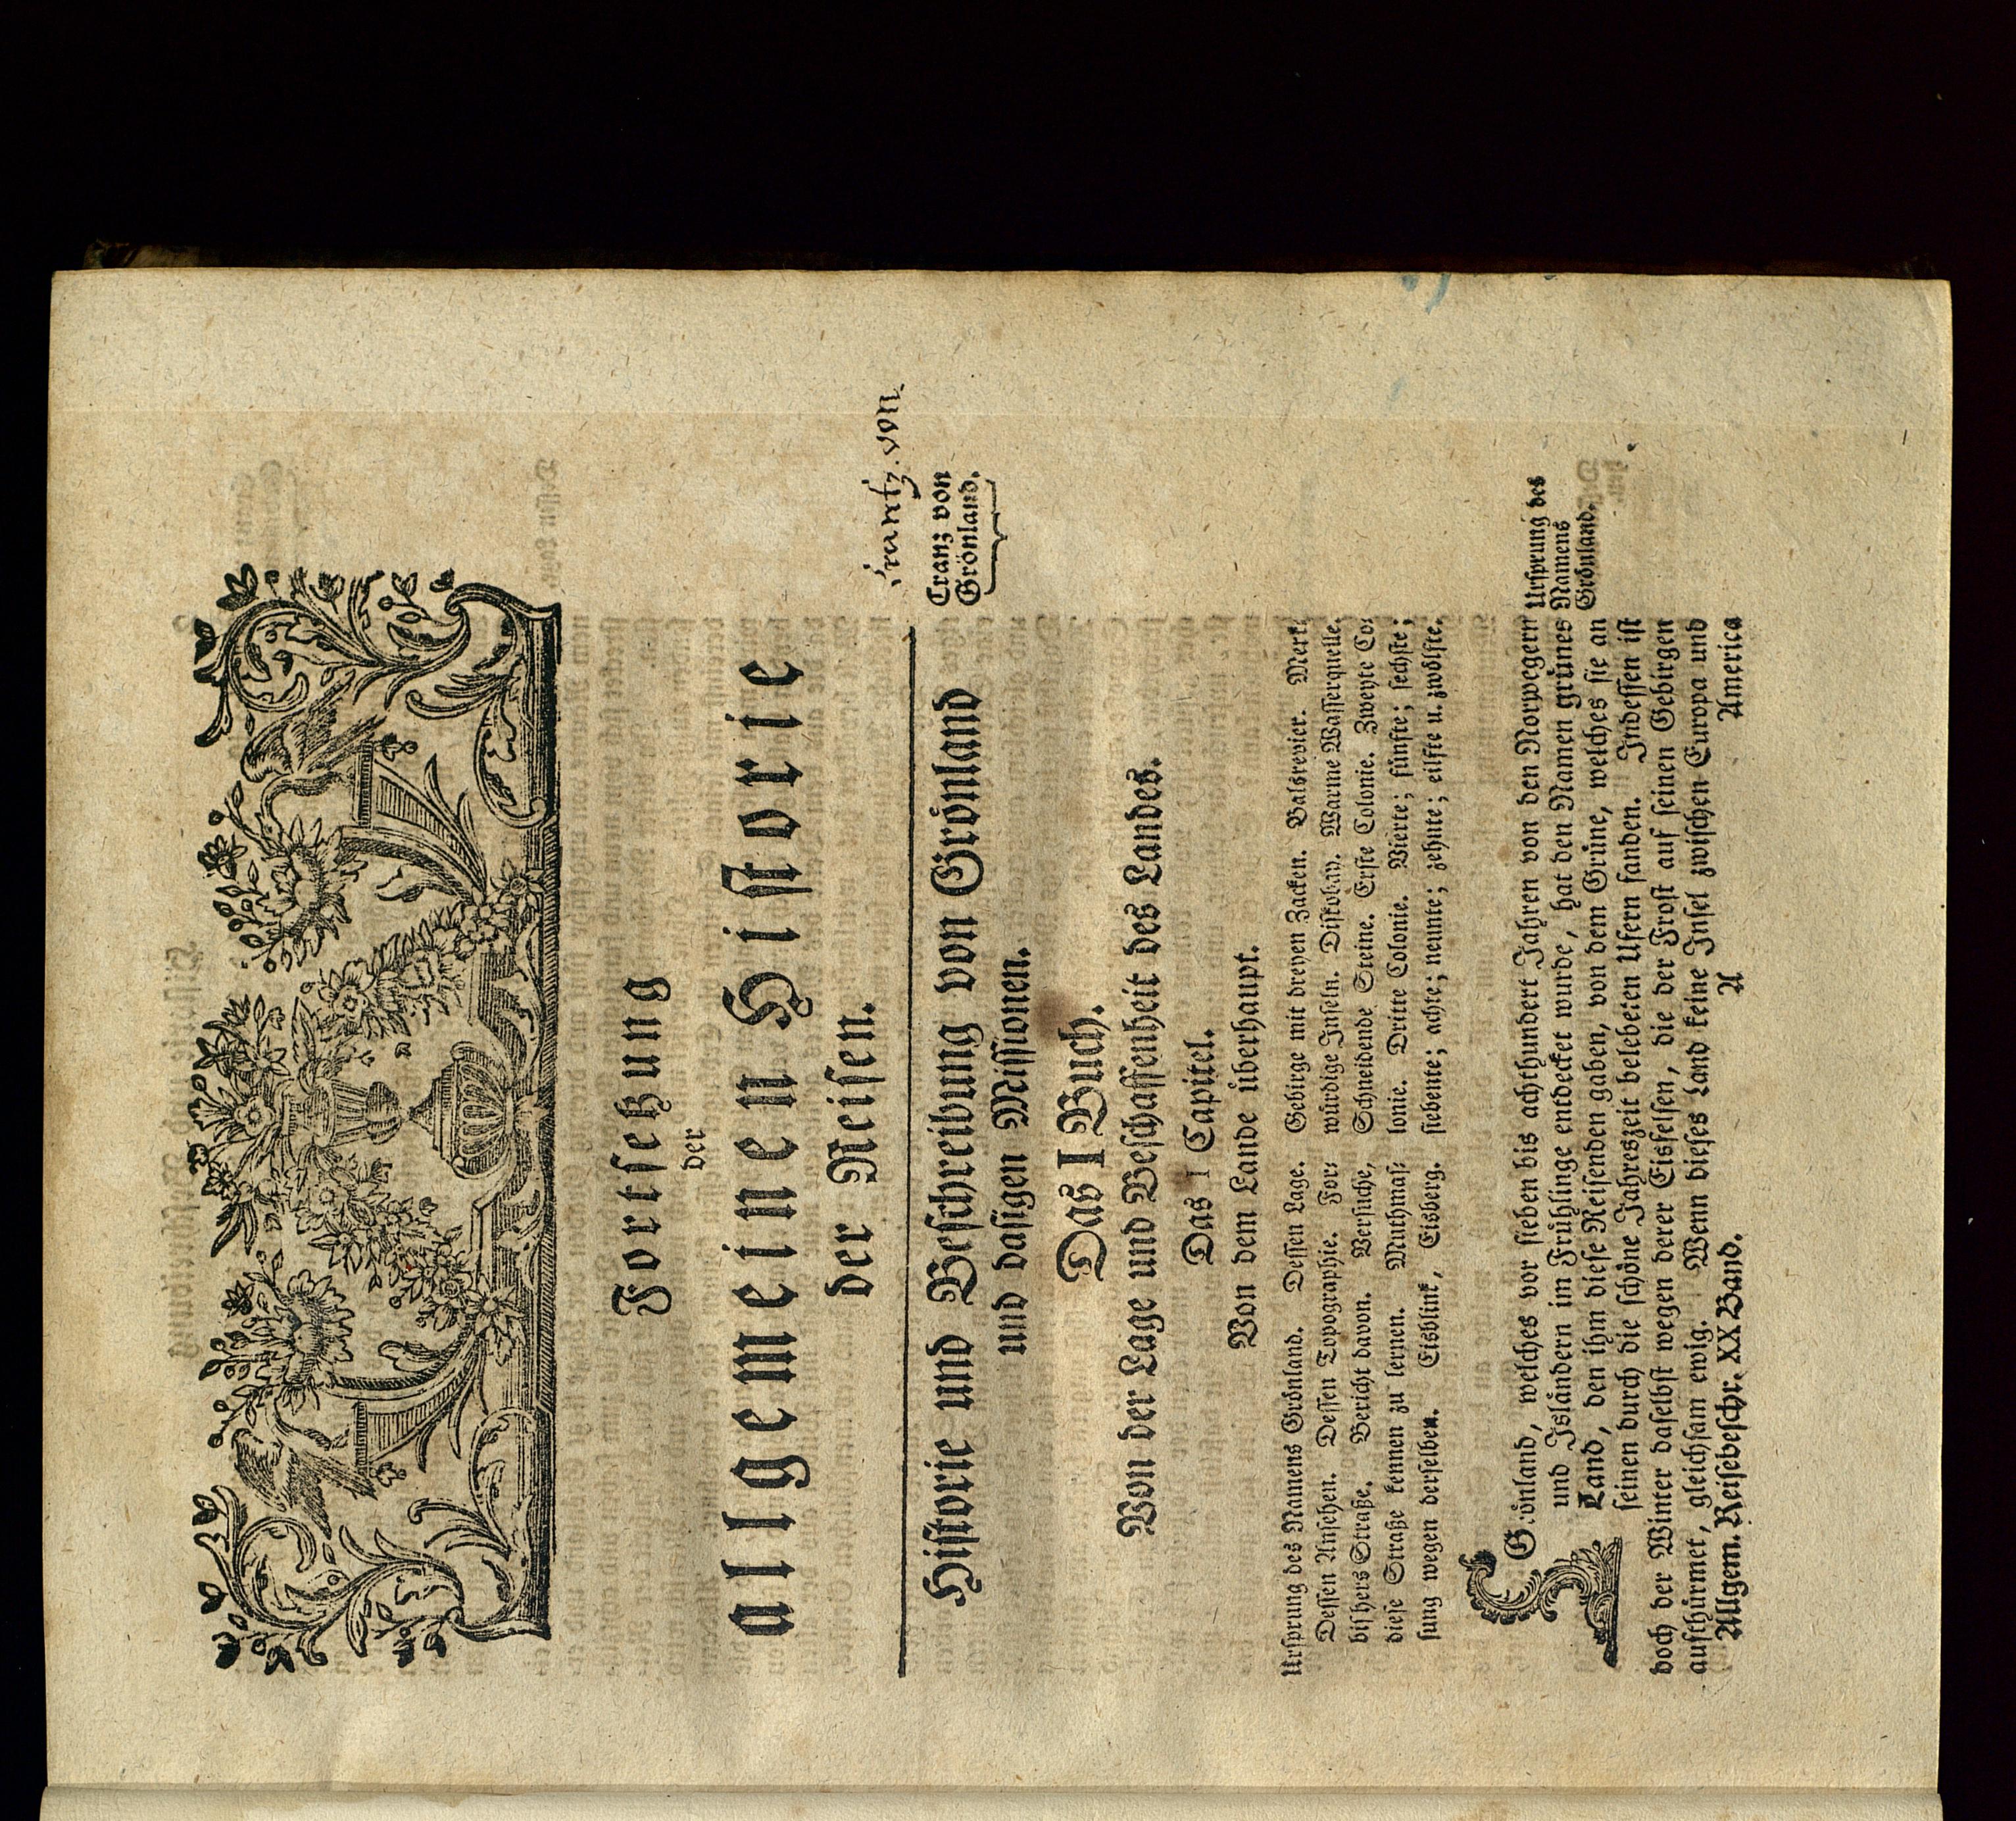 Fortsetzung
der
allgemeinen Historie
der Reisen.
Cranz von
Grönland.
Historie und Beschreibung von Grönland
und dasigen Missionen.
Das I Buch.
Von der Lage und Beschaffenheit des Landes.
Das I Capitel.
Von dem Lande überhaupt.
Ursprung des Namens Grönland. Dessen Lage.
Dessen Ansehen. Dessen Topographie. For-
bishers Straße. Bericht davon. Versuche,
diese Straße kennen zu lernen. Muthmas-
sung wegen derselben. Eisblink, Eisberg.
Gebirge mit dreyen Zacken. Balsrevier. Merk-
würdige Inseln. Diskobay. Warme Wasserquelle.
Schneidende Steine. Erste Colonie. Zweyte Co-
lonie. Dritte Colonie. Vierte; fünfte; sechste;
siebente; achte; neunte; zehnte; eilfte u. zwölfte.
Grönland, welches vor sieben bis achthundert Jahren von den Norwegern
und Isländern im Frühlinge entdecket wurde, hat den Namen grünes
Land, den ihm diese Reisenden gaben, von dem Grüne, welches sie an
seinen durch die schöne Jahreszeit belebeten Ufern fanden. Indessen ist
doch der Winter daselbst wegen derer Eisfelsen, die der Frost auf seinen Gebirgen
aufthürmet, gleichsam ewig. Wenn dieses Land keine Insel zwischen Europa und
Ursprung des
Namens
Grönland.
Allgem. Reisebeschr. XX Band. A America